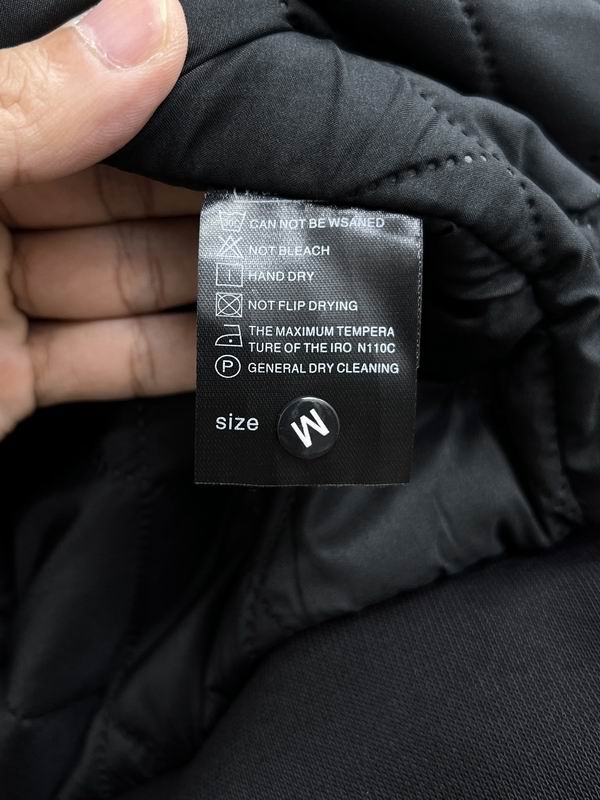 CAN NOT BE WSANED
NOT BLEACH
HAND DRY
NOT FLIP DRYING
THE MAXIMUM TEMPERA
TURE OF THE IRO N110C
P GENERAL DRY CLEANING
size M